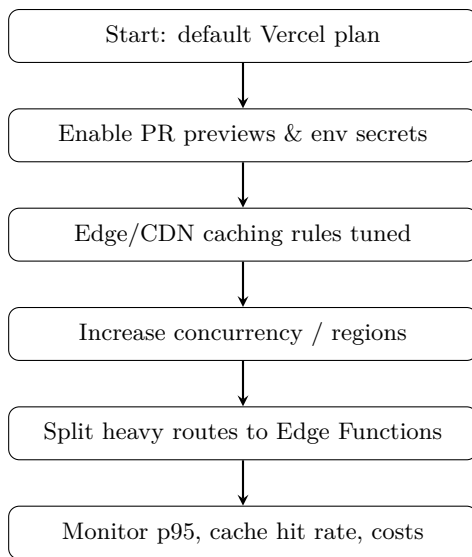 Start: default Vercel plan
Enable PR previews & env secrets
Edge/CDN caching rules tuned
Increase concurrency / regions
Split heavy routes to Edge Functions
Monitor p95, cache hit rate, costs